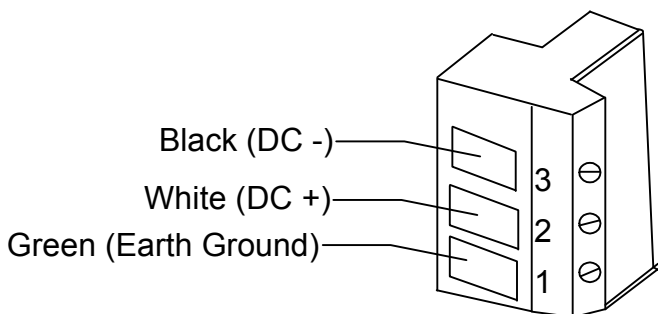 Black (DC -)
3
White (DC +)
2
Green (Earth Ground)
1